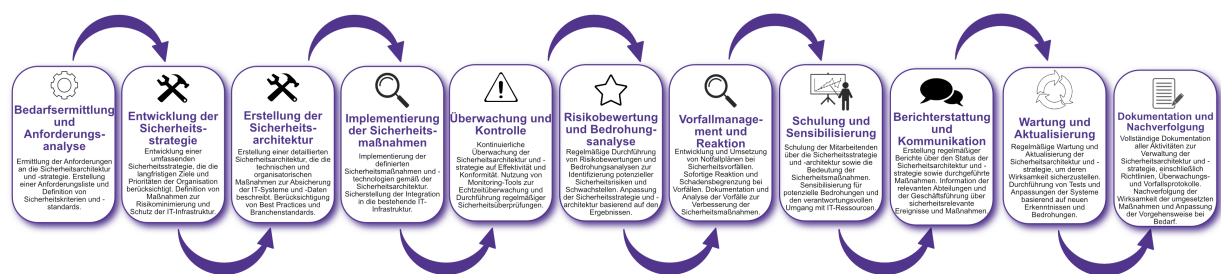 Bedarfsermittlung
und
Anforderungs-
analyse
Ermittlung der Anforderungen
an die Sicherheitsarchitektur
und -strategie. Erstellung
einer Anforderungsliste und
Definition von
Sicherheitskriterien und -
standards.
Entwicklung der
Sicherheits-
strategie
Entwicklung einer
umfassenden
Sicherheitsstrategie, die die
langfristigen Ziele und
Prioritäten der Organisation
berücksichtigt. Definition von
Maßnahmen zur
Risikominimierung und
Schutz der IT-Infrastruktur.
Erstellung der
Sicherheits-
architektur
Erstellung einer detaillierten
Sicherheitsarchitektur, die die
technischen und
organisatorischen
Maßnahmen zur Absicherung
der IT-Systeme und -Daten
beschreibt. Berücksichtigung
von Best Practices und
Branchenstandards.
Implementierung
der Sicherheits-
maßnahmen
Implementierung der
definierten
Sicherheitsmaßnahmen und -
technologien gemäß der
Sicherheitsarchitektur.
Sicherstellung der Integration
in die bestehende IT-
Infrastruktur.
Überwachung und
Kontrolle
Kontinuierliche
Überwachung der
Sicherheitsarchitektur und -
strategie auf Effektivität und
Konformität. Nutzung von
Monitoring-Tools zur
Echtzeitüberwachung und
Durchführung regelmäßiger
Sicherheitsüberprüfungen.
Risikobewertung
und Bedrohung-
sanalyse
Regelmäßige Durchführung
von Risikobewertungen und
Bedrohungsanalysen zur
Identifizierung potenzieller
Sicherheitsrisiken und
Schwachstellen. Anpassung
der Sicherheitsstrategie und -
architektur basierend auf den
Ergebnissen.
Vorfallmanage-
ment und
Reaktion
Entwicklung und Umsetzung
von Notfallplänen bei
Sicherheitsvorfällen.
Sofortige Reaktion und
Schadensbegrenzung bei
Vorfällen. Dokumentation und
Analyse der Vorfälle zur
Verbesserung der
Sicherheitsmaßnahmen.
Schulung und
Sensibilisierung
Schulung der Mitarbeitenden
über die Sicherheitsstrategie
und -architektur sowie die
Bedeutung der
Sicherheitsmaßnahmen.
Sensibilisierung für
potenzielle Bedrohungen und
den verantwortungsvollen
Umgang mit IT-Ressourcen.
Berichterstattung
und
Kommunikation
Erstellung regelmäßiger
Berichte über den Status der
Sicherheitsarchitektur und -
strategie sowie durchgeführte
Maßnahmen. Information der
relevanten Abteilungen und
der Geschäftsführung über
sicherheitsrelevante
Ereignisse und Maßnahmen.
Wartung und
Aktualisierung
Regelmäßige Wartung und
Aktualisierung der
Sicherheitsarchitektur und -
strategie, um deren
Wirksamkeit sicherzustellen.
Durchführung von Tests und
Anpassungen der Systeme
basierend auf neuen
Erkenntnissen und
Bedrohungen.
Dokumentation und
Nachverfolgung
Vollständige Dokumentation
aller Aktivitäten zur
Verwaltung der
Sicherheitsarchitektur und -
strategie, einschließlich
Richtlinien, Überwachungs-
und Vorfallsprotokolle.
Nachverfolgung der
Wirksamkeit der umgesetzten
Maßnahmen und Anpassung
der Vorgehensweise bei
Bedarf.